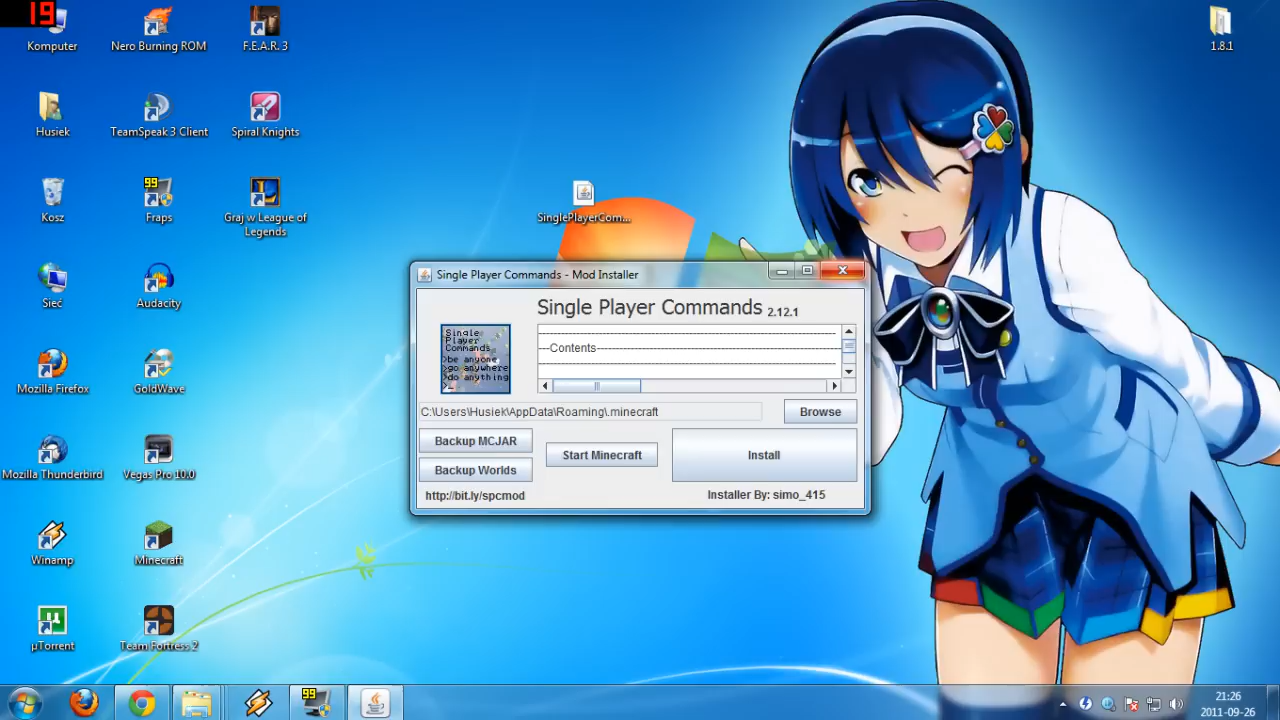 19
Komputer
Nero Burning ROM
F.E.A.R. 3
1.8.1
Husiek
TeamSpeak 3 Client
Spiral Knights
99
Kosz
Fraps
Graj w League of
Legends
SinglePlayerCom...
Sieć
Audacity
Mozilla Firefox
GoldWave
Mozilla Thunderbird
Vegas Pro 10.0
Winamp
Minecraft
µTorrent
Team Fortress 2
Single Player Commands - Mod Installer
Single Player Commands 2.12.1
Single
Player
Commands
>be anyone
>go anywhere
>do anything
---Contents---
C:\Users\Husiek\AppData\Roaming\.minecraft
Browse
Backup MCJAR
Start Minecraft
Install
Backup Worlds
http://bit.ly/spcmod
Installer By: simo_415
99
21:26
2011-09-26